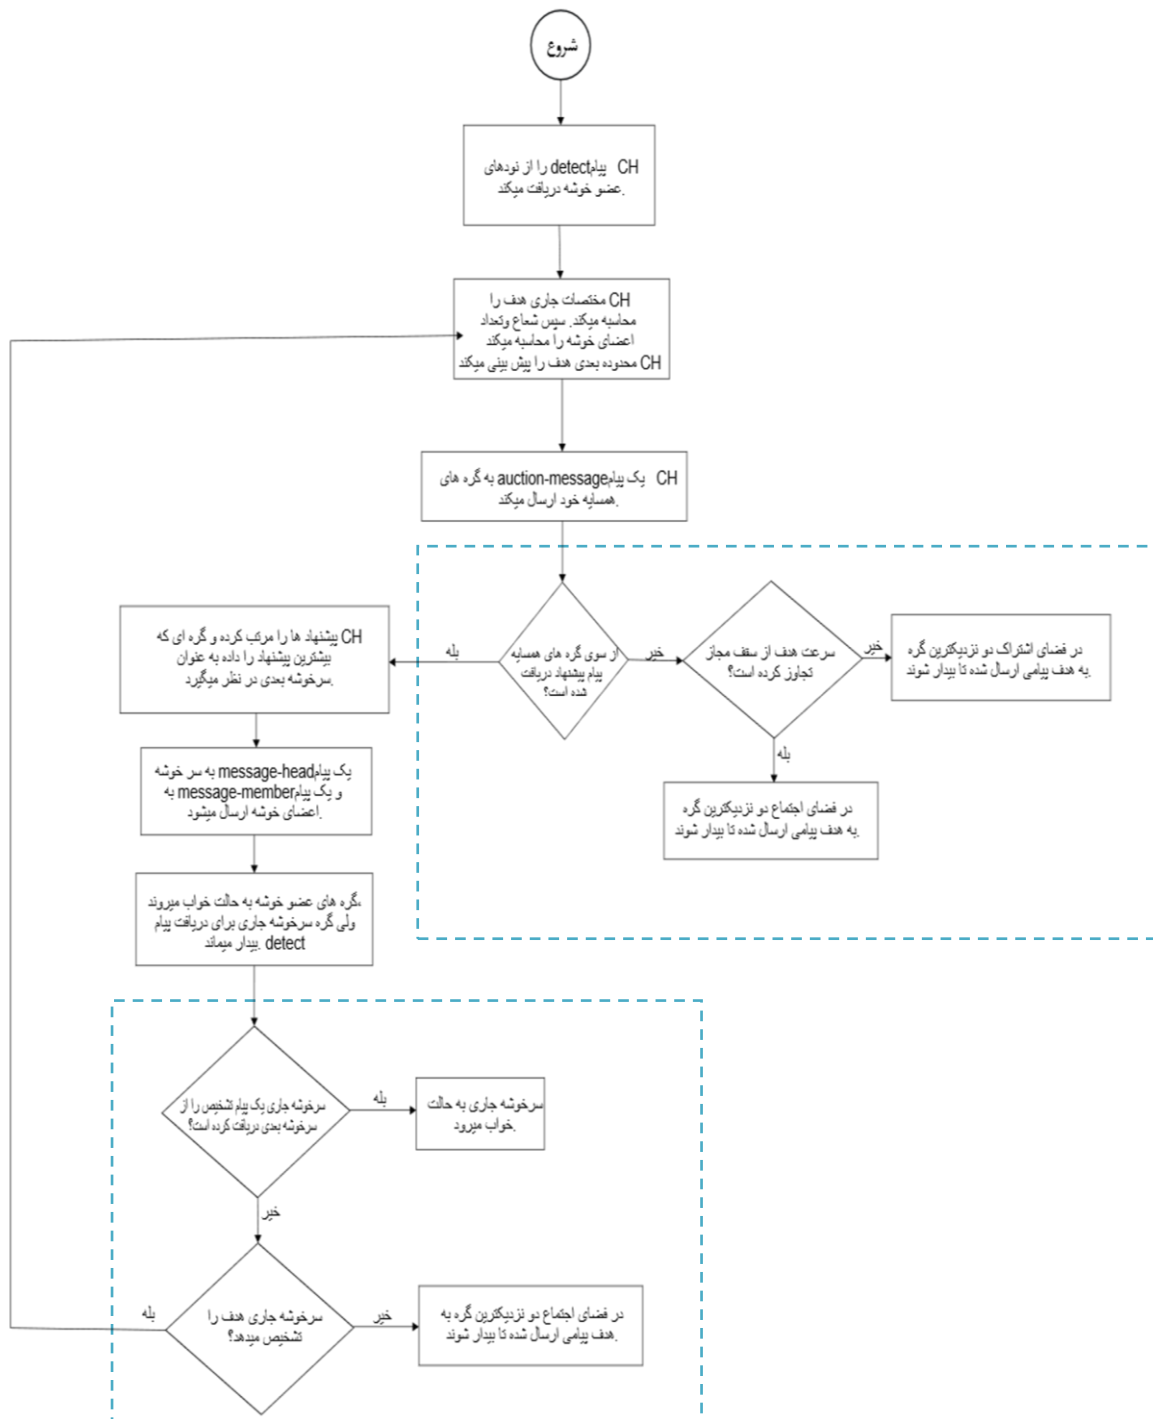 شروع
CH پیامdetect را از نودهای
عضو خوشه دریافت میکند.
CH مختصات جاری هدف را
محاسبه میکند. سپس شعاع وتعداد
اعضای خوشه را محاسبه میکند
CH محدوده بعدی هدف را پیش بینی میکند
CH یک پیامauction-message به گره های
همسایه خود ارسال میکند.
از سوی گره های همسایه
پیام پیشنهاد دریافت
شده است؟
خیر
سرعت هدف از سقف مجاز
تجاوز کرده است؟
خیر
در فضای اشتراک دو نزدیکترین گره
به هدف پیامی ارسال شده تا بیدار شوند.
بله
در فضای اجتماع دو نزدیکترین گره
به هدف پیامی ارسال شده تا بیدار شوند.
بله
CH پیشنهاد ها را مرتب کرده و گره ای که
بیشترین پیشنهاد را داده به عنوان
سرخوشه بعدی در نظر میگیرد.
یک پیامmessage-head به سر خوشه
و یک پیامmessage-member به
اعضای خوشه ارسال میشود.
گره های عضو خوشه به حالت خواب میروند،
ولی گره سرخوشه جاری برای دریافت پیام
detect بیدار میماند.
سرخوشه جاری یک پیام تشخیص را از
سرخوشه بعدی دریافت کرده است؟
بله
سرخوشه جاری به حالت
خواب میرود.
خیر
سرخوشه جاری هدف را
تشخیص میدهد؟
خیر
در فضای اجتماع دو نزدیکترین گره به
هدف پیامی ارسال شده تا بیدار شوند.
بله